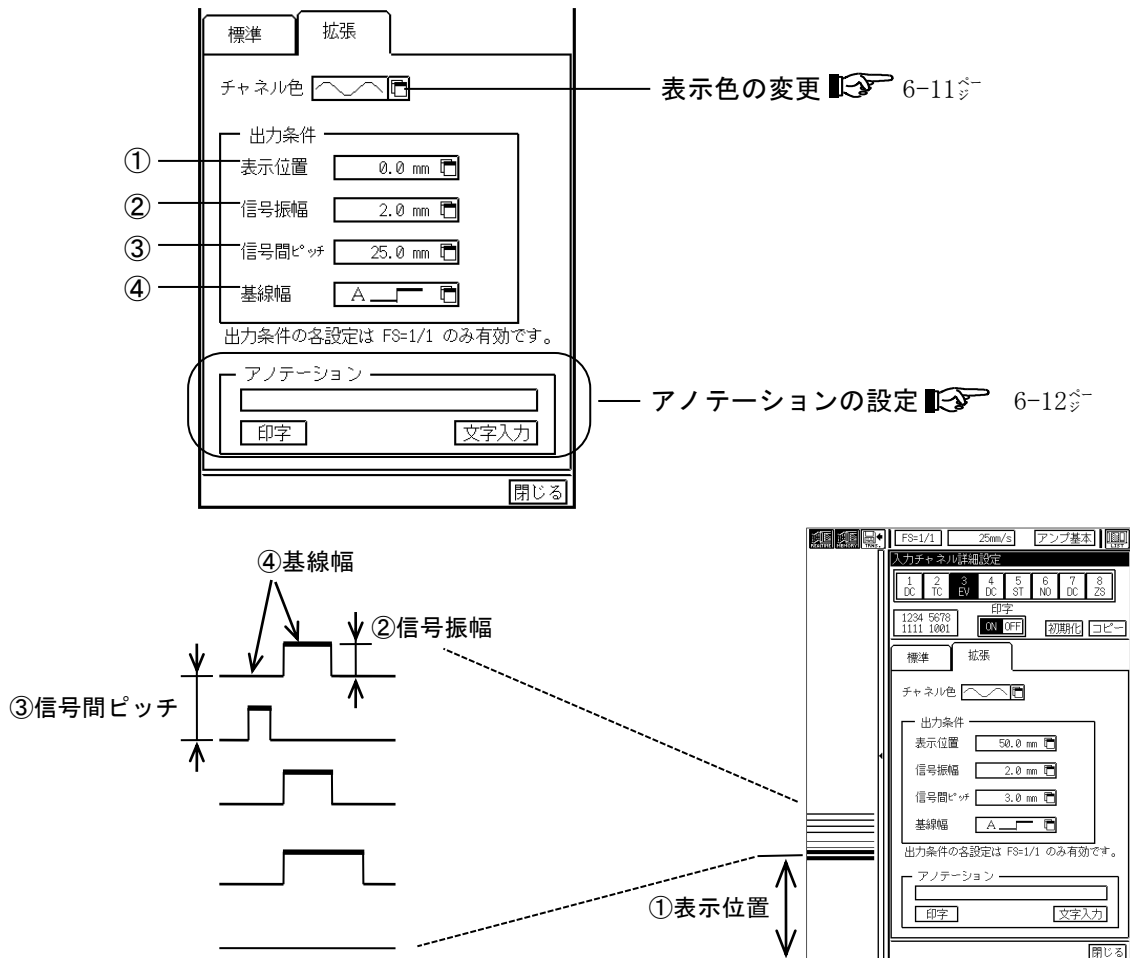 標準 拡張
チャネル色
表示色の変更 6-11ページ
出力条件
① 表示位置 0.0 mm
② 信号振幅 2.0 mm
③ 信号間ピッチ 25.0 mm
④ 基線幅 A
出力条件の各設定は FS=1/1 のみ有効です。
アノテーション
アノテーションの設定 6-12ページ
印字 文字入力
閉じる
④基線幅
②信号振幅
③信号間ピッチ
①表示位置
FS=1/1 25mm/s アンプ基本 LIST
入力チャネル詳細設定
1 2 3 4 5 6 7 8
DC TC EV DC ST NO DC ZS
印字
1234 5678
1111 1001 ON OFF 初期化 コピー
標準 拡張
チャネル色
出力条件
表示位置 50.0 mm
信号振幅 2.0 mm
信号間ピッチ 3.0 mm
基線幅 A
出力条件の各設定は FS=1/1 のみ有効です。
アノテーション
印字 文字入力
閉じる